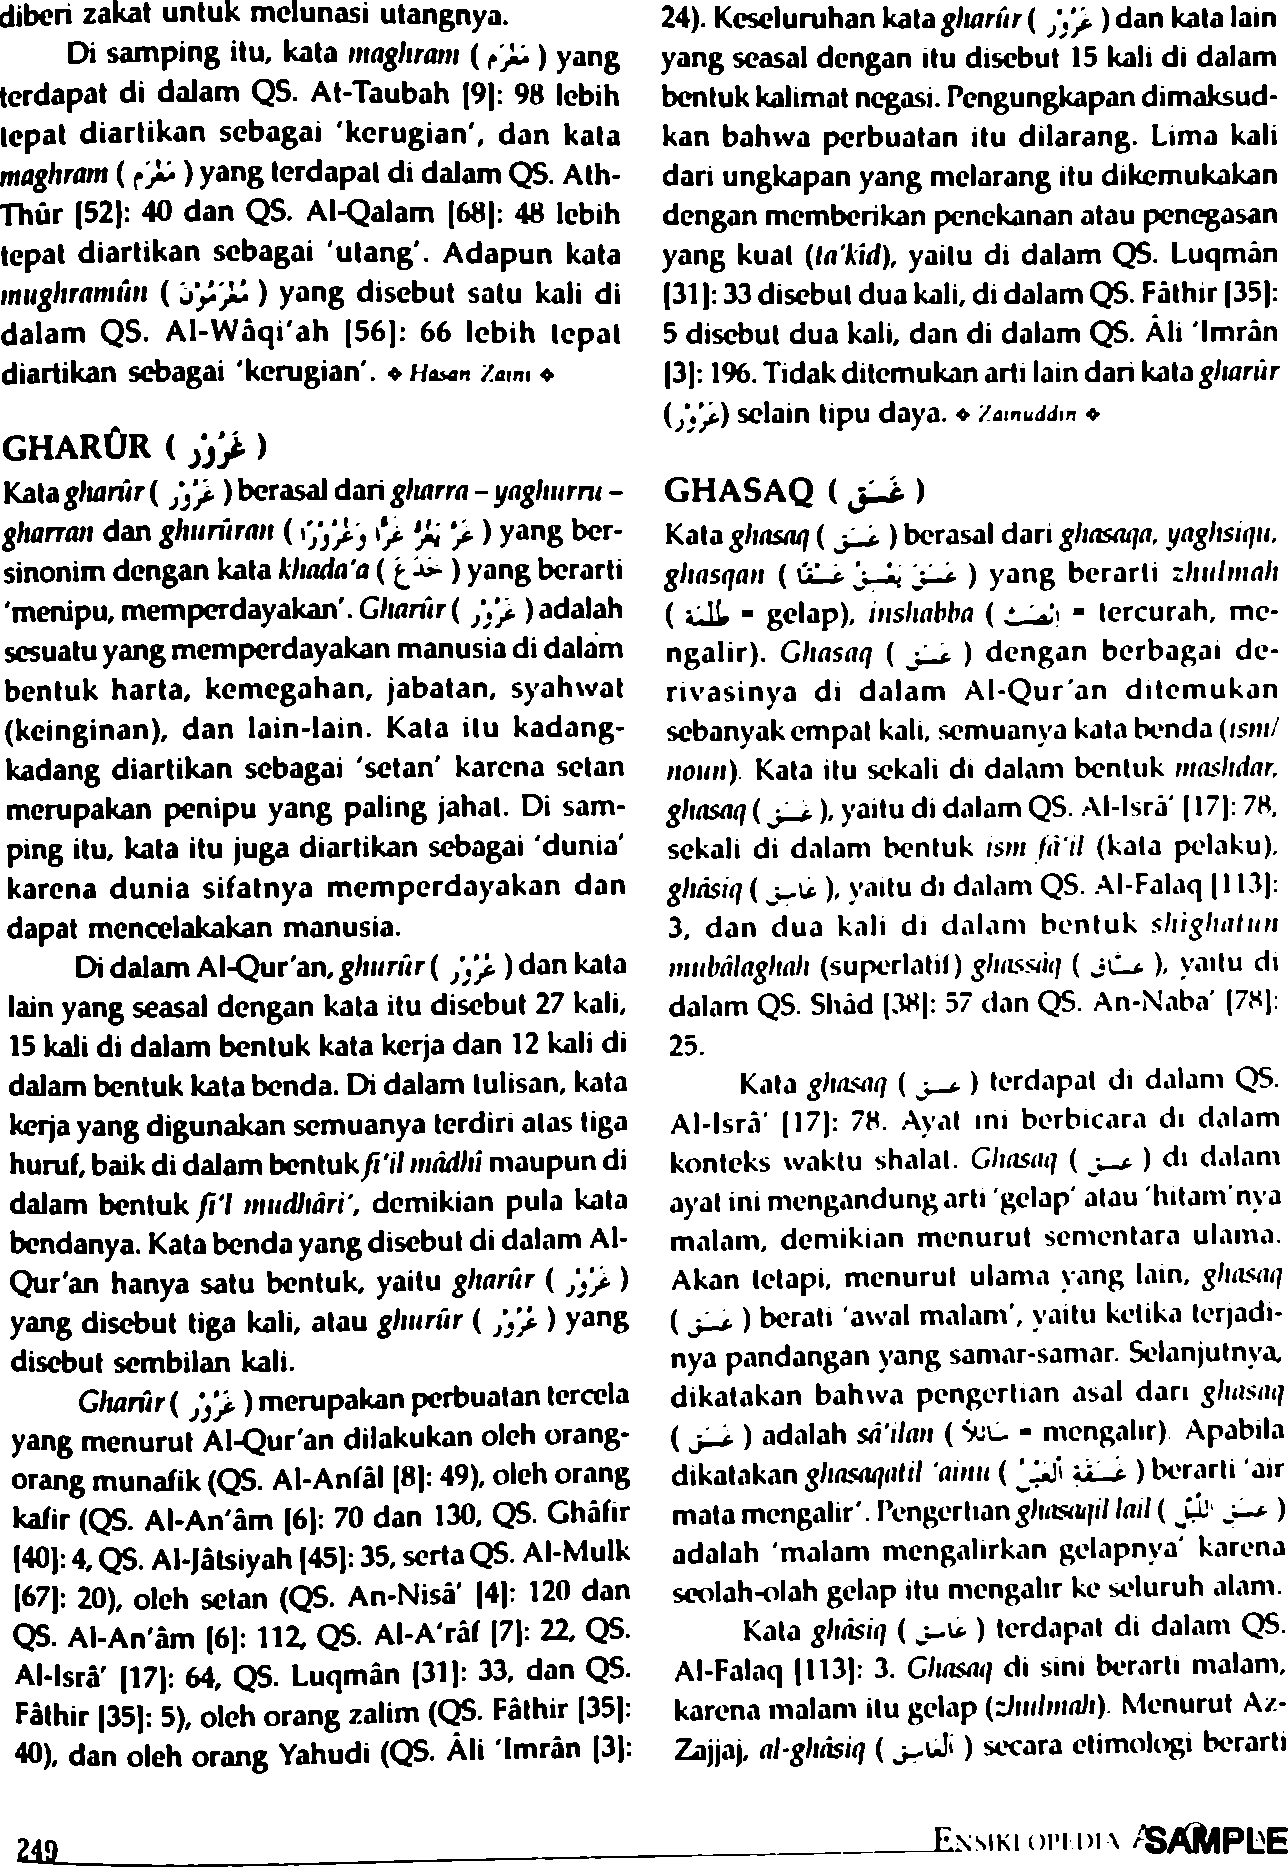 diberi zakat untuk melunasi utangnya.
Di samping itu, kata maghram ( مَغْرَم ) yang
terdapat di dalam QS. At-Taubah [9]: 98 lebih
tepat diartikan sebagai 'kerugian', dan kata
maghram ( مَغْرَم ) yang terdapat di dalam QS. Ath-
Thûr [52]: 40 dan QS. Al-Qalam [68]: 48 lebih
tepat diartikan sebagai 'utang'. Adapun kata
mughramûn ( مُغْرَمُوْنَ ) yang disebut satu kali di
dalam QS. Al-Wâqi'ah [56]: 66 lebih tepat
diartikan sebagai 'kerugian'. ❖ Hasan Zaini ❖
GHARÛR ( غَرُوْرٌ )
Kata gharûr ( غَرُوْرٌ ) berasal dari gharra – yaghurru –
gharran dan ghurûran ( غَرَّ يَغُرُّ غَرًّا وَغُرُوْرًا ) yang ber-
sinonim dengan kata khada'a ( خَدَعَ ) yang berarti
'menipu, memperdayakan'. Gharûr ( غَرُوْرٌ ) adalah
sesuatu yang memperdayakan manusia di dalam
bentuk harta, kemegahan, jabatan, syahwat
(keinginan), dan lain-lain. Kata itu kadang-
kadang diartikan sebagai 'setan' karena setan
merupakan penipu yang paling jahat. Di sam-
ping itu, kata itu juga diartikan sebagai 'dunia'
karena dunia sifatnya memperdayakan dan
dapat mencelakakan manusia.
Di dalam Al-Qur'an, ghurûr ( غُرُوْرٌ ) dan kata
lain yang seasal dengan kata itu disebut 27 kali,
15 kali di dalam bentuk kata kerja dan 12 kali di
dalam bentuk kata benda. Di dalam tulisan, kata
kerja yang digunakan semuanya terdiri atas tiga
huruf, baik di dalam bentuk fi'il mâdhî maupun di
dalam bentuk fi'l mudhâri', demikian pula kata
bendanya. Kata benda yang disebut di dalam Al-
Qur'an hanya satu bentuk, yaitu gharûr ( غَرُوْرٌ )
yang disebut tiga kali, atau ghurûr ( غُرُوْرٌ ) yang
disebut sembilan kali.
Gharûr ( غَرُوْرٌ ) merupakan perbuatan tercela
yang menurut Al-Qur'an dilakukan oleh orang-
orang munafik (QS. Al-Anfâl [8]: 49), oleh orang
kafir (QS. Al-An'âm [6]: 70 dan 130, QS. Ghâfir
[40]: 4, QS. Al-Jâtsiyah [45]: 35, serta QS. Al-Mulk
[67]: 20), oleh setan (QS. An-Nisâ' [4]: 120 dan
QS. Al-An'âm [6]: 112, QS. Al-A'râf [7]: 22, QS.
Al-Isrâ' [17]: 64, QS. Luqmân [31]: 33, dan QS.
Fâthir [35]: 5), oleh orang zalim (QS. Fâthir [35]:
40), dan oleh orang Yahudi (QS. Âli 'Imrân [3]:
24). Keseluruhan kata gharûr ( غَرُوْرٌ ) dan kata lain
yang seasal dengan itu disebut 15 kali di dalam
bentuk kalimat negasi. Pengungkapan dimaksud-
kan bahwa perbuatan itu dilarang. Lima kali
dari ungkapan yang melarang itu dikemukakan
dengan memberikan penekanan atau penegasan
yang kuat (ta'kîd), yaitu di dalam QS. Luqmân
[31]: 33 disebut dua kali, di dalam QS. Fâthir [35]:
5 disebut dua kali, dan di dalam QS. Âli 'Imrân
[3]: 196. Tidak ditemukan arti lain dari kata gharûr
( غَرُوْرٌ ) selain tipu daya. ❖ Zainuddin ❖
GHASAQ ( غَسَق )
Kata ghasaq ( غَسَق ) berasal dari ghasaqa, yaghsiqu,
ghasqan ( غَسَقَ يَغْسِقُ غَسْقًا ) yang berarti zhulmah
( ظُلْمَة = gelap), inshabba ( اِنْصَبَّ = tercurah, me-
ngalir). Ghasaq ( غَسَق ) dengan berbagai de-
rivasinya di dalam Al-Qur'an ditemukan
sebanyak empat kali, semuanya kata benda (ism/
noun). Kata itu sekali di dalam bentuk mashdar,
ghasaq ( غَسَق ), yaitu di dalam QS. Al-Isrâ' [17]: 78,
sekali di dalam bentuk ism fâ'il (kata pelaku),
ghâsiq ( غَاسِق ), yaitu di dalam QS. Al-Falaq [113]:
3, dan dua kali di dalam bentuk shighatun
mubâlaghah (superlatif) ghassâq ( غَسَّاق ), yaitu di
dalam QS. Shâd [38]: 57 dan QS. An-Naba' [78]:
25.
Kata ghasaq ( غَسَق ) terdapat di dalam QS.
Al-Isrâ' [17]: 78. Ayat ini berbicara di dalam
konteks waktu shalat. Ghasaq ( غَسَق ) di dalam
ayat ini mengandung arti 'gelap' atau 'hitam'nya
malam, demikian menurut sementara ulama.
Akan tetapi, menurut ulama yang lain, ghasaq
( غَسَق ) berati 'awal malam', yaitu ketika terjadi-
nya pandangan yang samar-samar. Selanjutnya,
dikatakan bahwa pengertian asal dari ghasaq
( غَسَق ) adalah sâ'ilan ( سَائِلًا = mengalir). Apabila
dikatakan ghasaqatil 'ainu ( غَسَقَةِ الْعَيْنُ ) berarti 'air
mata mengalir'. Pengertian ghasaqil lail ( غَسَقِ اللَّيْلِ )
adalah 'malam mengalirkan gelapnya' karena
seolah-olah gelap itu mengalir ke seluruh alam.
Kata ghâsiq ( غَاسِق ) terdapat di dalam QS.
Al-Falaq [113]: 3. Ghasaq di sini berarti malam,
karena malam itu gelap (zhulmah). Menurut Az-
Zajjaj, al-ghâsiq ( الْغَاسِق ) secara etimologi berarti
249
ENSIKLOPEDIA
SAMPLE